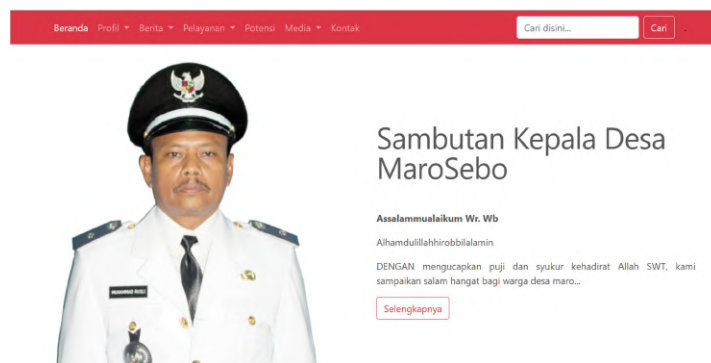 Beranda Profil Berita Pelayanan Potensi Media Kontak Cari disini... Cari
Sambutan Kepala Desa
MaroSebo
Assalammualaikum Wr. Wb
Alhamdulillahhirobbilalamin
DENGAN mengucapkan puji dan syukur kehadirat Allah SWT, kami
sampaikan salam hangat bagi warga desa maro...
Selengkapnya